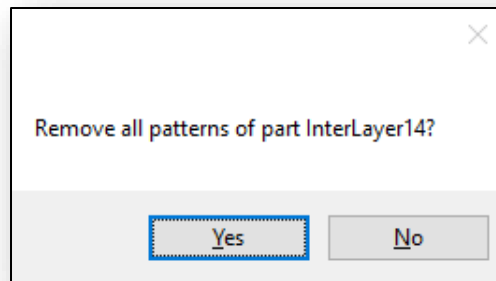 Remove all patterns of part InterLayer14?
Yes
No